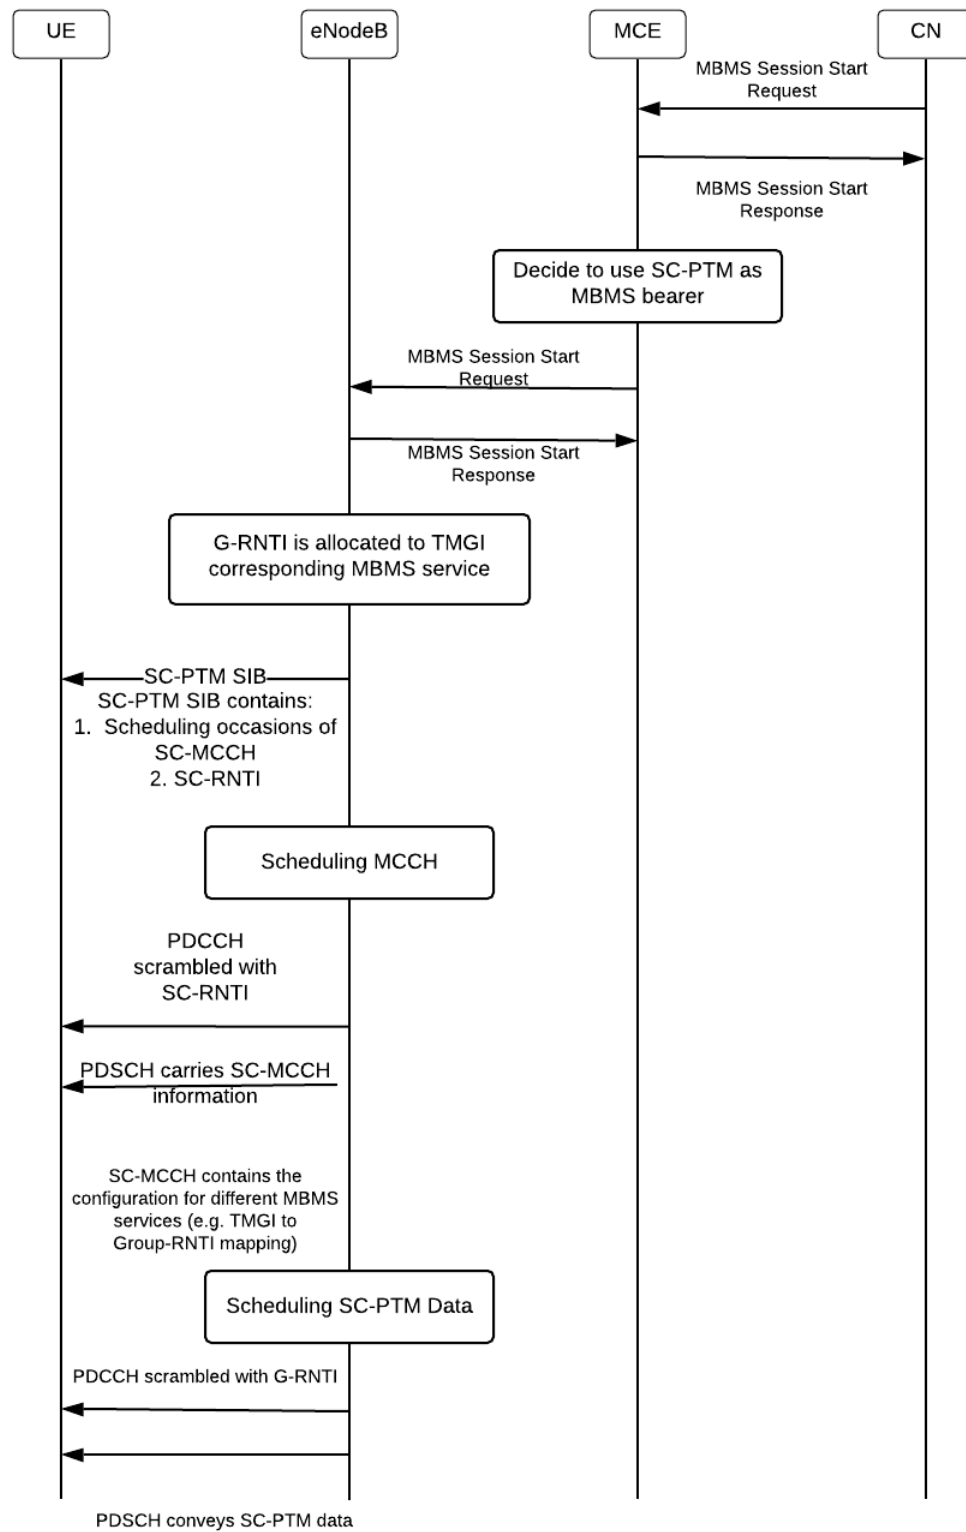 UE
eNodeB
MCE
CN
MBMS Session Start
Request
MBMS Session Start
Response
Decide to use SC-PTM as
MBMS bearer
MBMS Session Start
Request
MBMS Session Start
Response
G-RNTI is allocated to TMGI
corresponding MBMS service
SC-PTM SIB
SC-PTM SIB contains:
1. Scheduling occasions of
SC-MCCH
2. SC-RNTI
Scheduling MCCH
PDCCH
scrambled with
SC-RNTI
PDSCH carries SC-MCCH
information
SC-MCCH contains the
configuration for different MBMS
services (e.g. TMGI to
Group-RNTI mapping)
Scheduling SC-PTM Data
PDCCH scrambled with G-RNTI
PDSCH conveys SC-PTM data